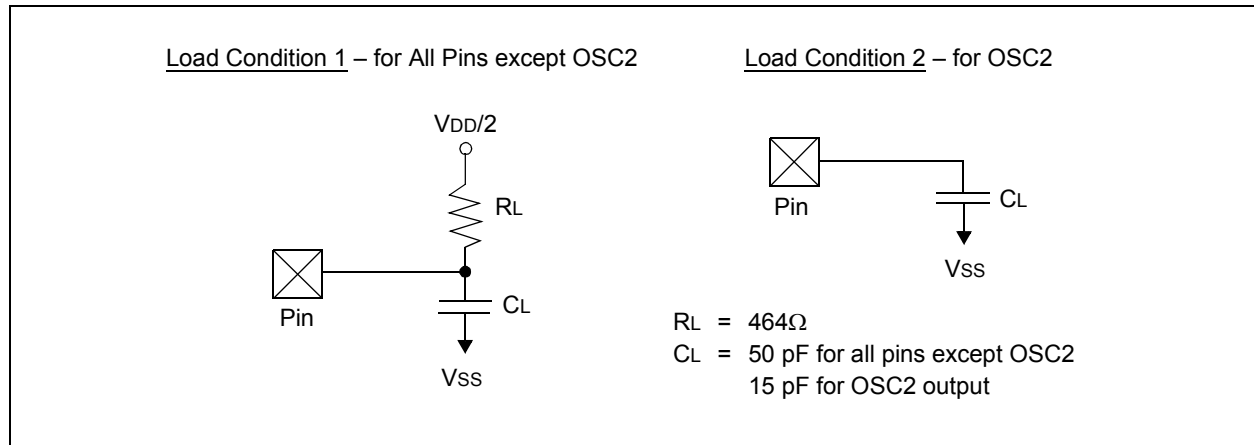 Load Condition 1 – for All Pins except OSC2
VDD/2
RL
Pin
CL
VSS
Load Condition 2 – for OSC2
Pin
CL
VSS
RL = 464Ω
CL = 50 pF for all pins except OSC2
15 pF for OSC2 output